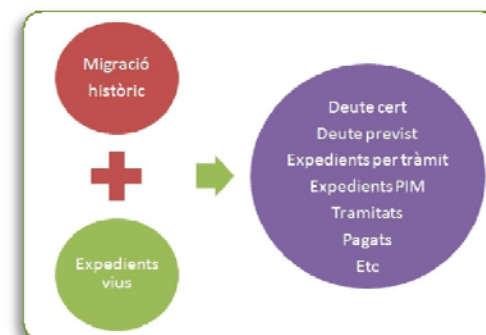 Migració
històric
Expedients
vius
Deute cert
Deute previst
Expedients per tràmit
Expedients PIM
Tramitats
Pagats
Etc